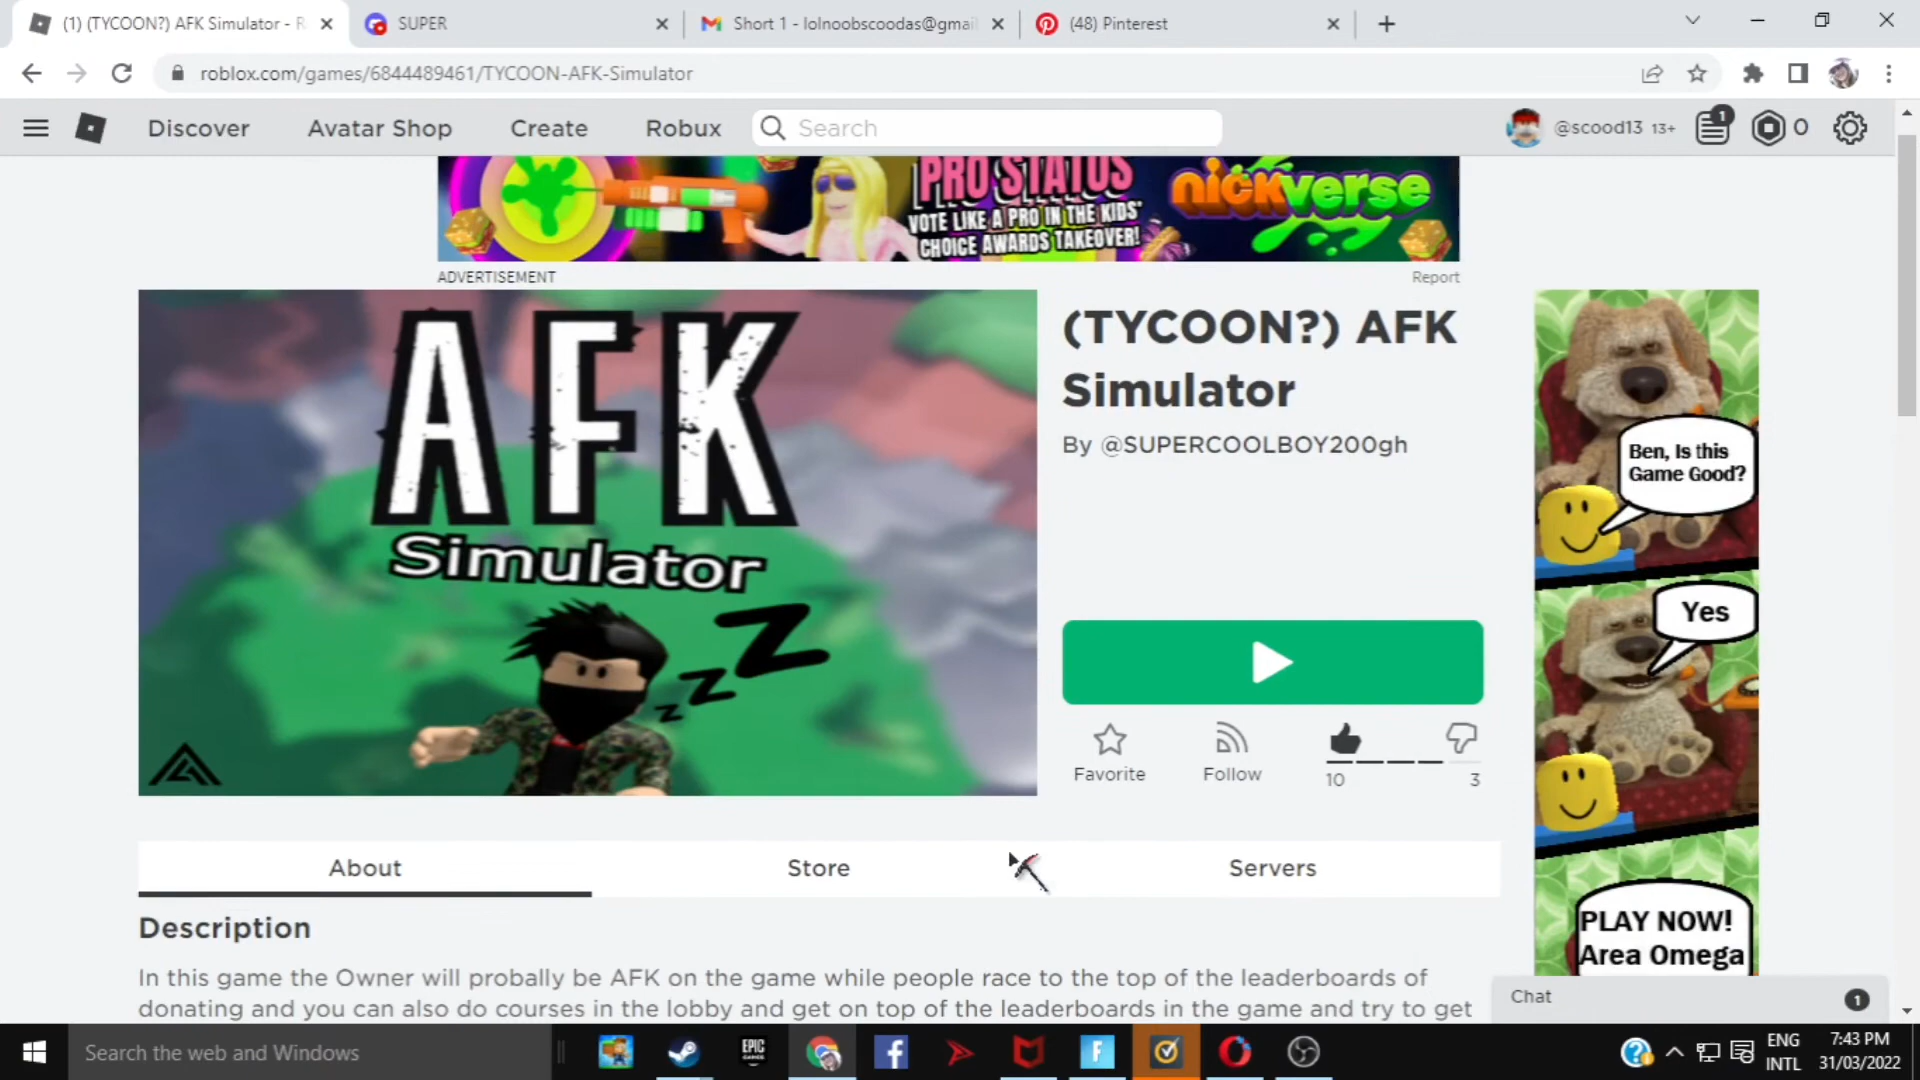 (1) (TYCOON?) AFK Simulator - R
SUPER
Short 1 - lolnoobscoodas@gmai
(48) Pinterest
roblox.com/games/6844489461/TYCOON-AFK-Simulator
Discover
Avatar Shop
Create
Robux
Search
@scood13 13+
1
0
PRO STATUS
VOTE LIKE A PRO IN THE KIDS'
CHOICE AWARDS TAKEOVER!
nickverse
ADVERTISEMENT
Report
AFK
Simulator
z z Z
(TYCOON?) AFK
Simulator
By @SUPERCOOLBOY200gh
Favorite
Follow
10
3
Ben, Is this
Game Good?
Yes
PLAY NOW!
Area Omega
About
Store
Servers
Description
In this game the Owner will probally be AFK on the game while people race to the top of the leaderboards of
donating and you can also do courses in the lobby and get on top of the leaderboards in the game and try to get
Chat
1
Search the web and Windows
EPIC
GAMES
ENG
INTL
7:43 PM
31/03/2022